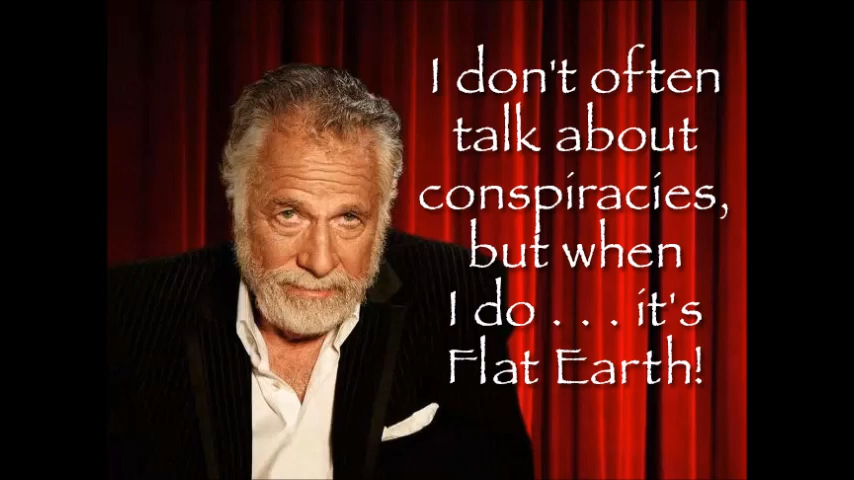 I don't often
talk about
conspiracies,
but when
I do . . . it's
Flat Earth!